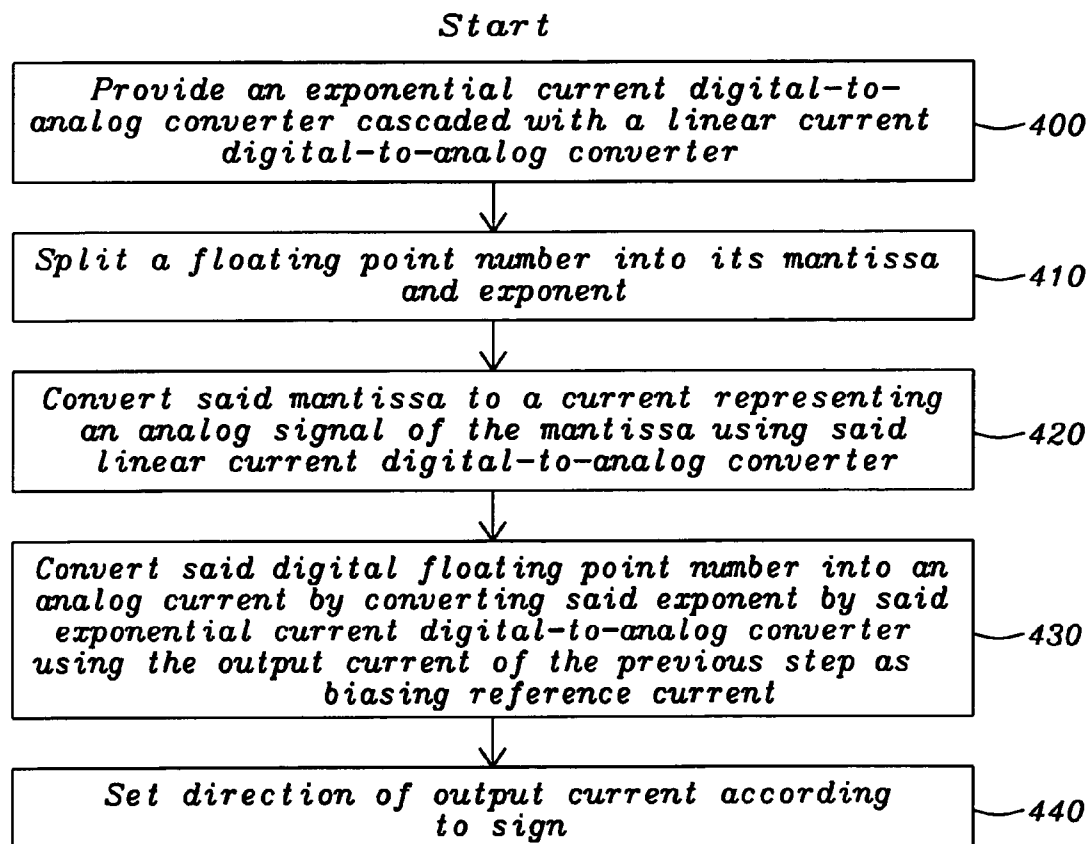 Start
Provide an exponential current digital-to-
analog converter cascaded with a linear current
digital-to-analog converter
400
Split a floating point number into its mantissa
and exponent
410
Convert said mantissa to a current representing
an analog signal of the mantissa using said
linear current digital-to-analog converter
420
Convert said digital floating point number into an
analog current by converting said exponent by said
exponential current digital-to-analog converter
using the output current of the previous step as
biasing reference current
430
Set direction of output current according
to sign
440